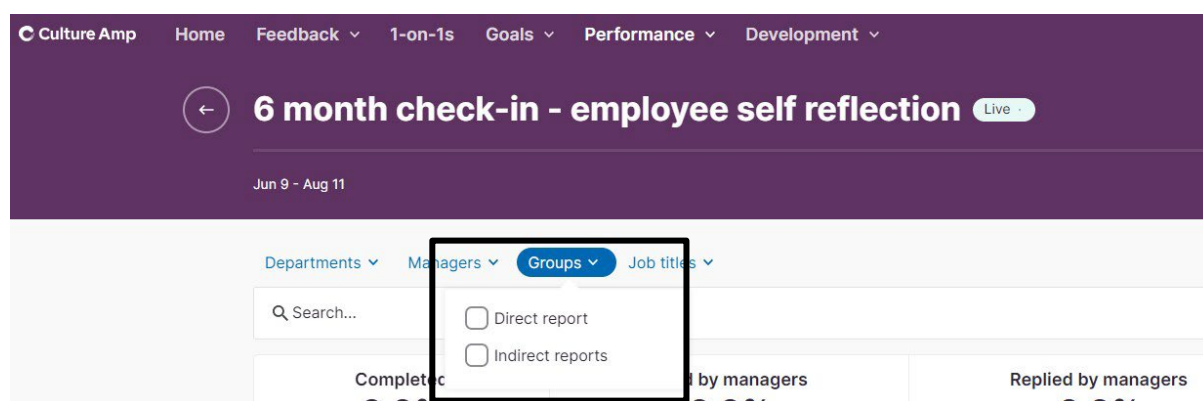 Culture Amp Home Feedback 1-on-1s Goals Performance Development
6 month check-in - employee self reflection Live
Jun 9 - Aug 11
Departments Managers Groups Job titles
Search...
Direct report
Indirect reports
by managers Replied by managers